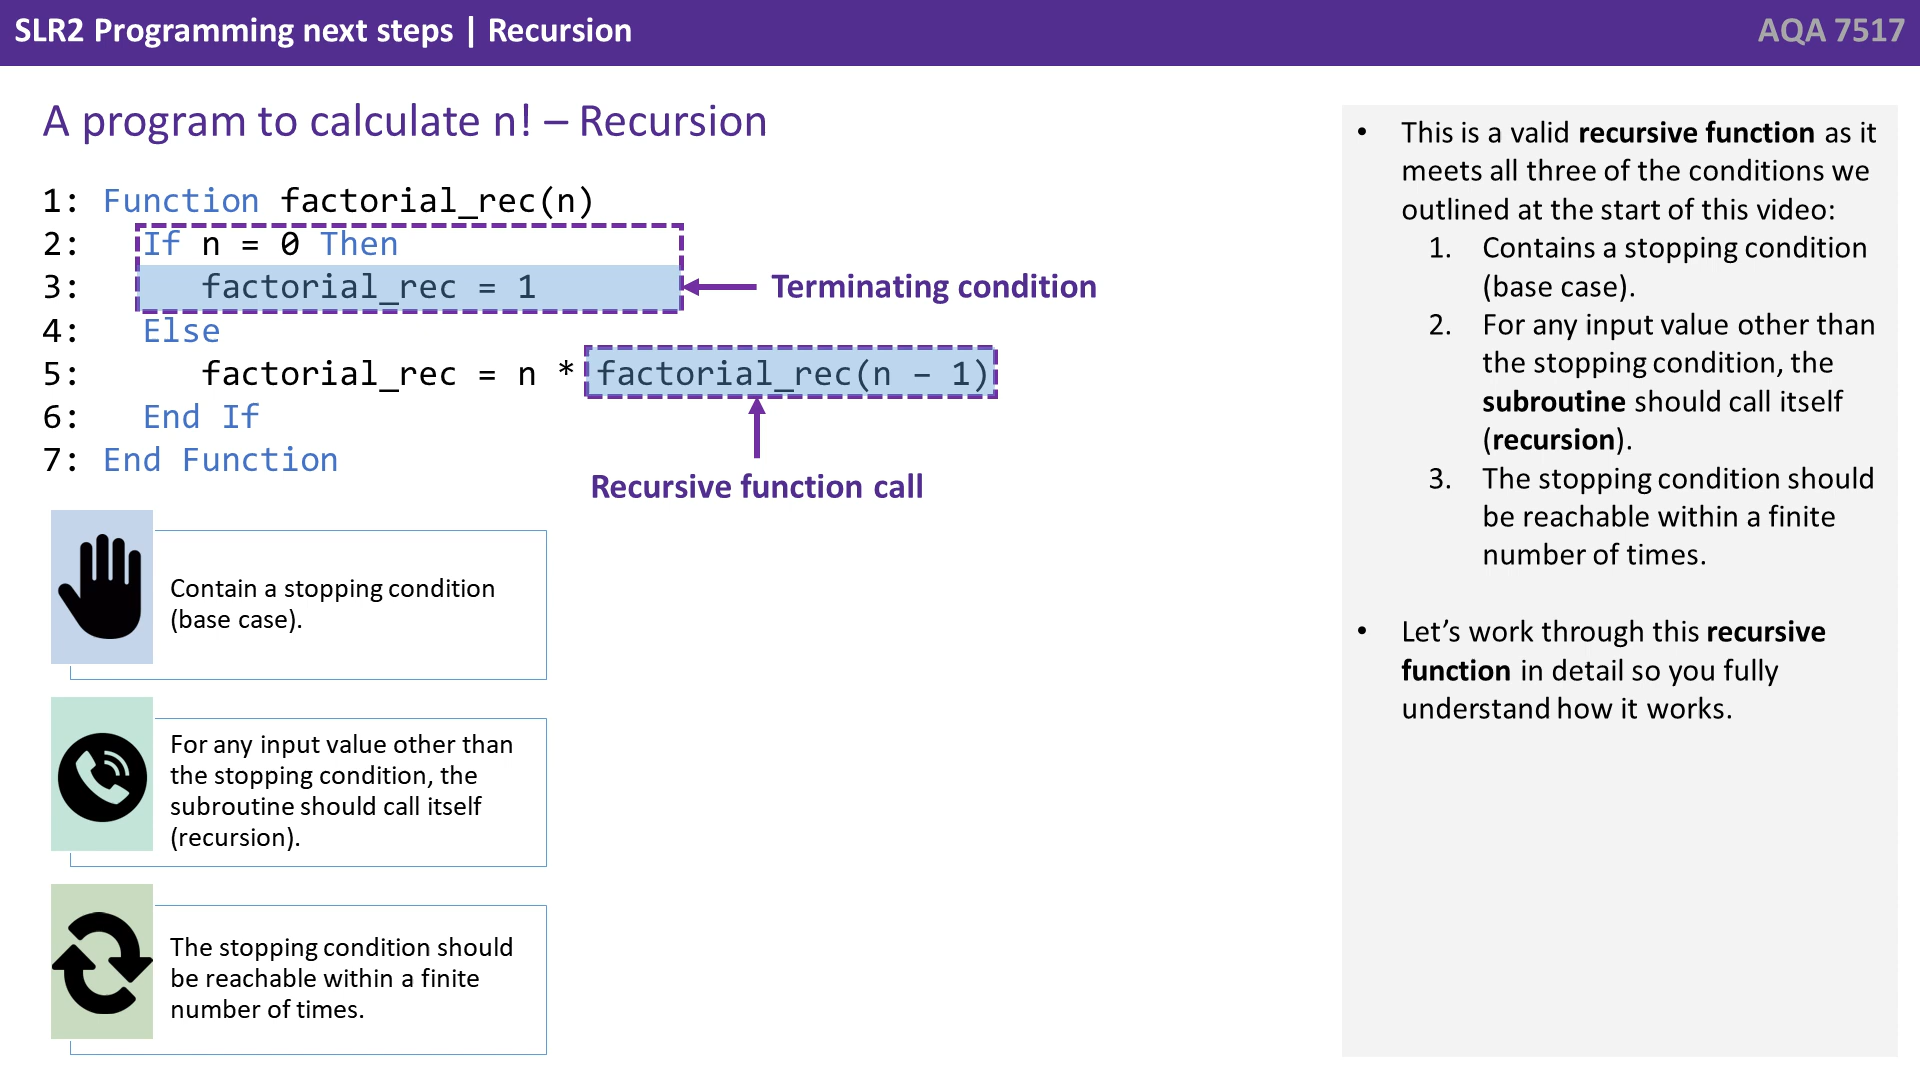 SLR2 Programming next steps | Recursion
AQA 7517
A program to calculate n! – Recursion
1: Function factorial_rec(n)
2: If n = 0 Then
3: factorial_rec = 1
Terminating condition
4: Else
5: factorial_rec = n * factorial_rec(n – 1)
6: End If
7: End Function
Recursive function call
Contain a stopping condition
(base case).
For any input value other than
the stopping condition, the
subroutine should call itself
(recursion).
The stopping condition should
be reachable within a finite
number of times.
• This is a valid recursive function as it
meets all three of the conditions we
outlined at the start of this video:
1. Contains a stopping condition
(base case).
2. For any input value other than
the stopping condition, the
subroutine should call itself
(recursion).
3. The stopping condition should
be reachable within a finite
number of times.
• Let’s work through this recursive
function in detail so you fully
understand how it works.